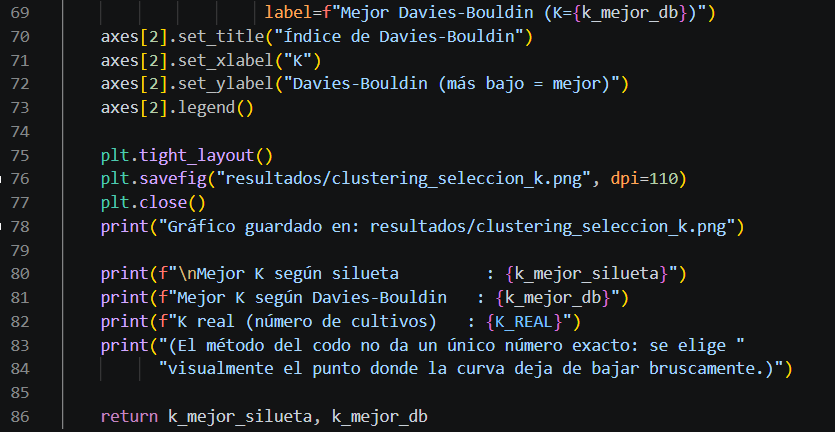 69 label=f"Mejor Davies-Bouldin (K={k_mejor_db})")
70 axes[2].set_title("Índice de Davies-Bouldin")
71 axes[2].set_xlabel("K")
72 axes[2].set_ylabel("Davies-Bouldin (más bajo = mejor)")
73 axes[2].legend()
74
75 plt.tight_layout()
76 plt.savefig("resultados/clustering_seleccion_k.png", dpi=110)
77 plt.close()
78 print("Gráfico guardado en: resultados/clustering_seleccion_k.png")
79
80 print(f"\nMejor K según silueta         : {k_mejor_silueta}")
81 print(f"Mejor K según Davies-Bouldin   : {k_mejor_db}")
82 print(f"K real (número de cultivos)   : {K_REAL}")
83 print("(El método del codo no da un único número exacto: se elige "
84 "visualmente el punto donde la curva deja de bajar bruscamente.)")
85
86 return k_mejor_silueta, k_mejor_db